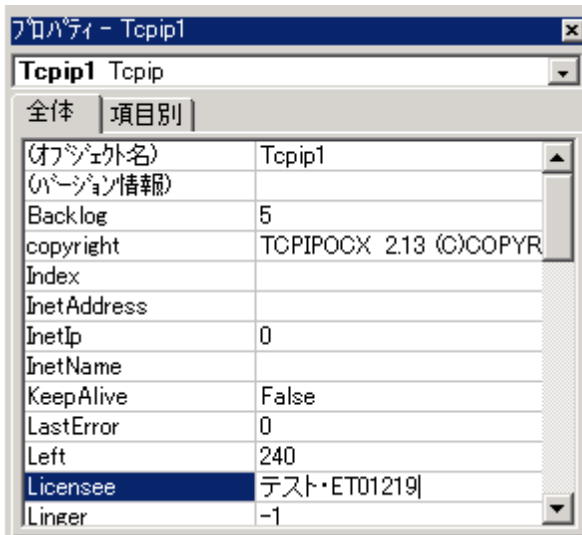 ﾌﾟﾛﾊﾟﾃｨ - Tcpip1
Tcpip1 Tcpip
全体 項目別
(ｵﾌﾞｼﾞｪｸﾄ名) Tcpip1
(ﾊﾞｰｼﾞｮﾝ情報)
Backlog 5
copyright TCPIPOCX 2.13 (C)COPYR
Index
InetAddress
InetIp 0
InetName
KeepAlive False
LastError 0
Left 240
Licensee テスト・ET01219
Linger -1